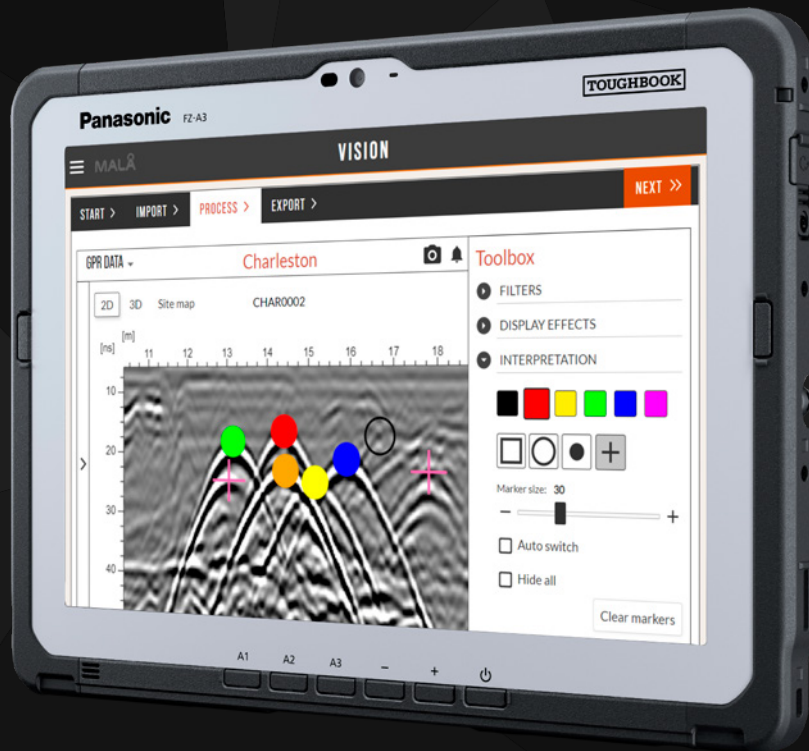 TOUGHBOOK
Panasonic FZ-A3
MALÅ
VISION
START >
IMPORT >
PROCESS >
EXPORT >
NEXT >>
GPR DATA
Charleston
2D
3D
Site map
CHAR0002
[m]
[ns]
11 12 13 14 15 16 17 18
10
20
30
40
Toolbox
FILTERS
DISPLAY EFFECTS
INTERPRETATION
Marker size: 30
− +
Auto switch
Hide all
Clear markers
A1 A2 A3 − +